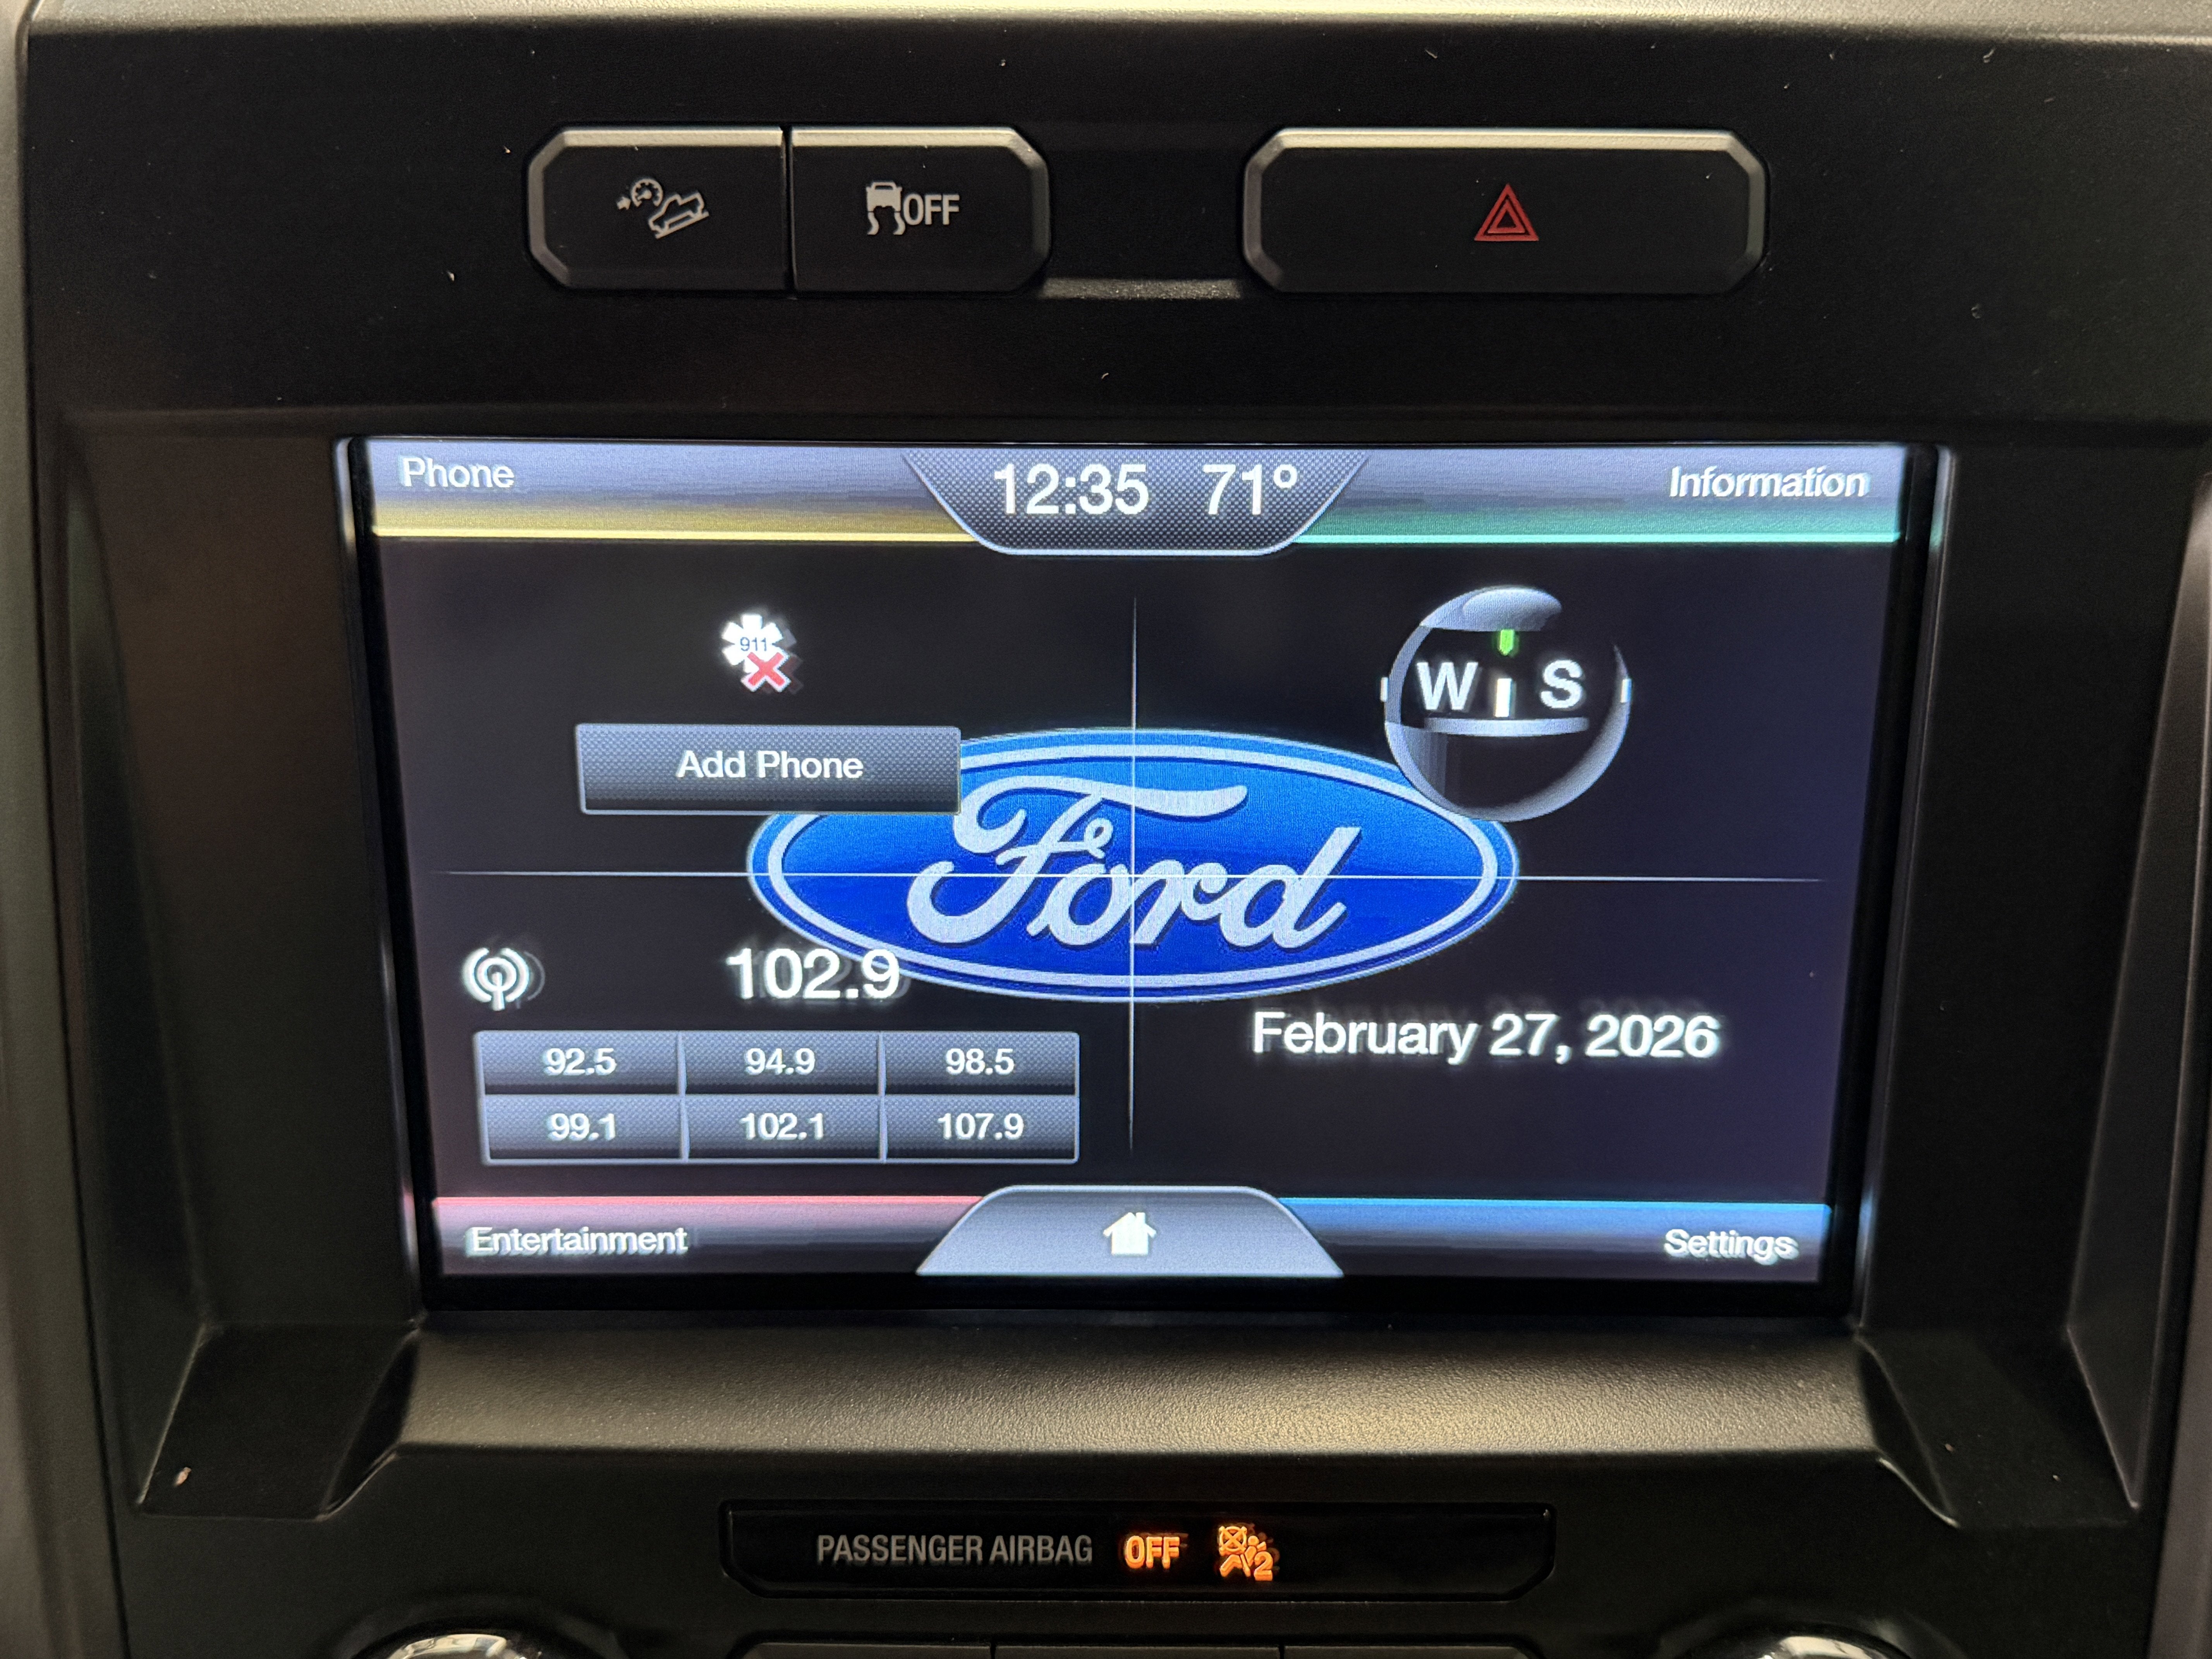 OFF
Phone
12:35 71°
Information
911
W S
Add Phone
Ford
102.9
92.5 94.9 98.5
99.1 102.1 107.9
February 27, 2026
Entertainment
Settings
PASSENGER AIRBAG OFF 2